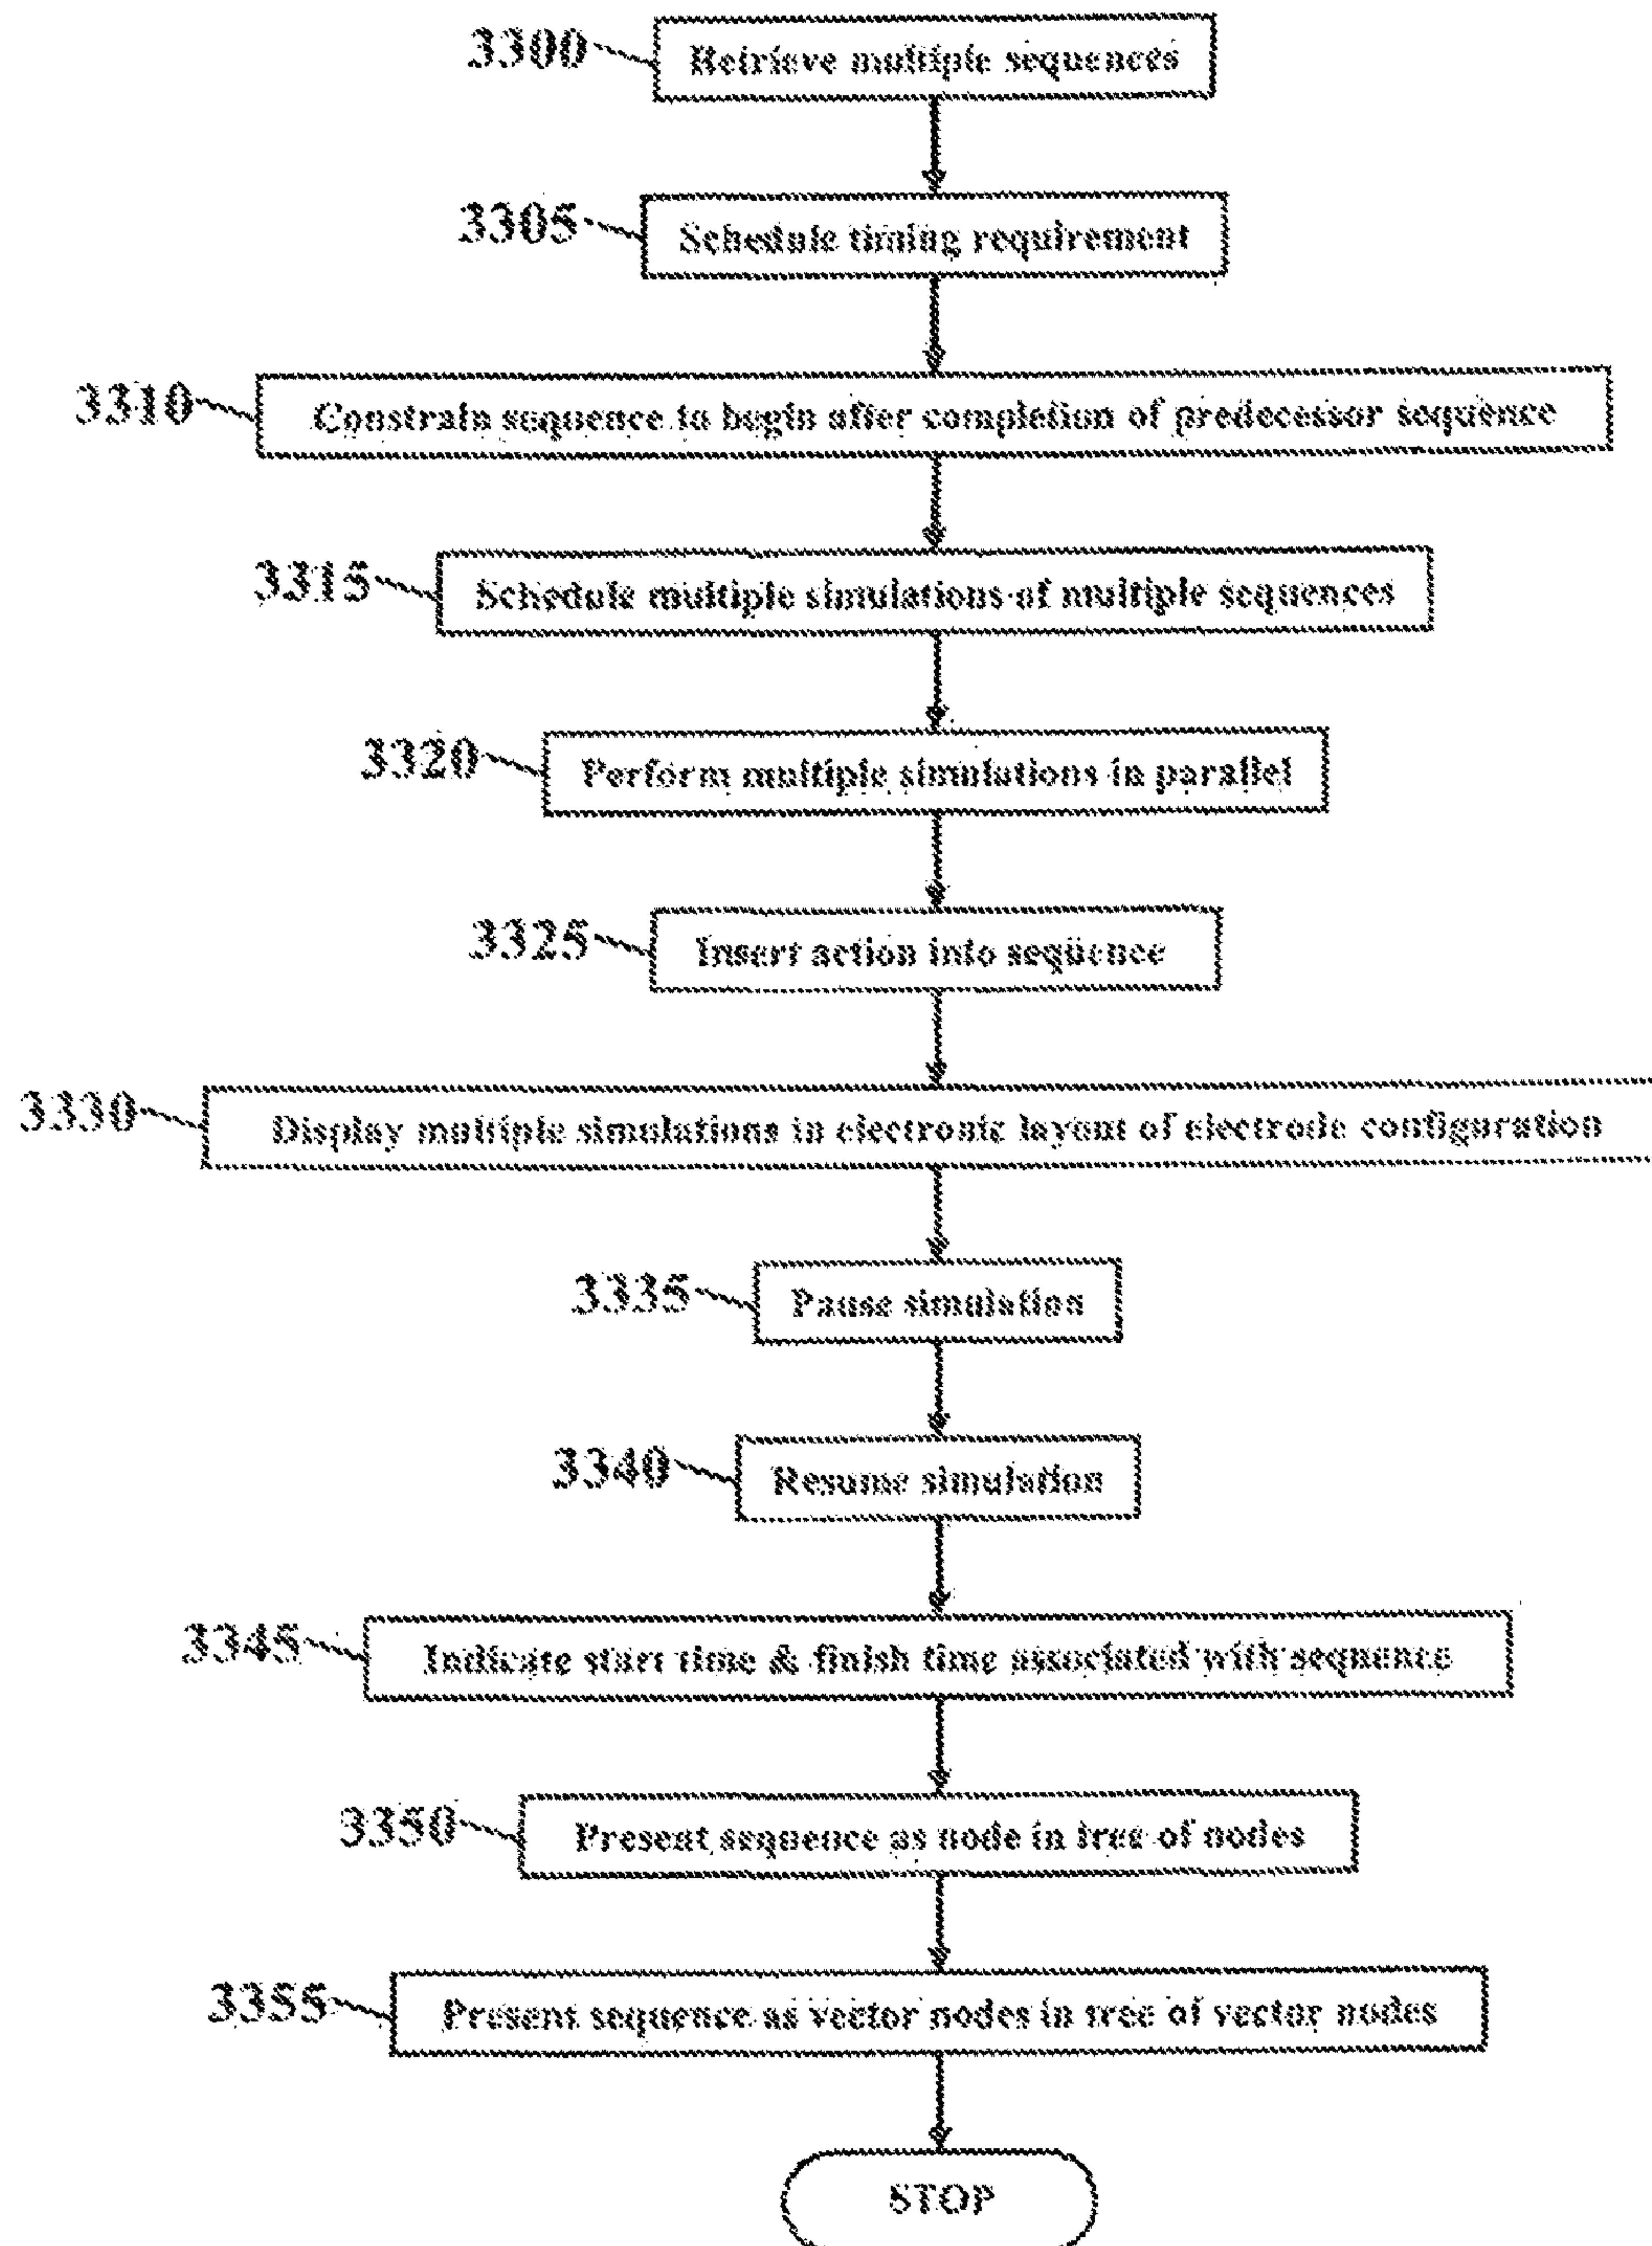 3300 Retrieve multiple sequences
3305 Schedule timing requirement
3310 Constrain sequence to begin after completion of predecessor sequence
3315 Schedule multiple simulations of multiple sequences
3320 Perform multiple simulations in parallel
3325 Insert action into sequence
3330 Display multiple simulations in electronic layout of electrode configuration
3335 Pause simulation
3340 Resume simulation
3345 Indicate start time & finish time associated with sequence
3350 Present sequence as node in tree of nodes
3355 Present sequence as vector nodes in tree of vector nodes
STOP